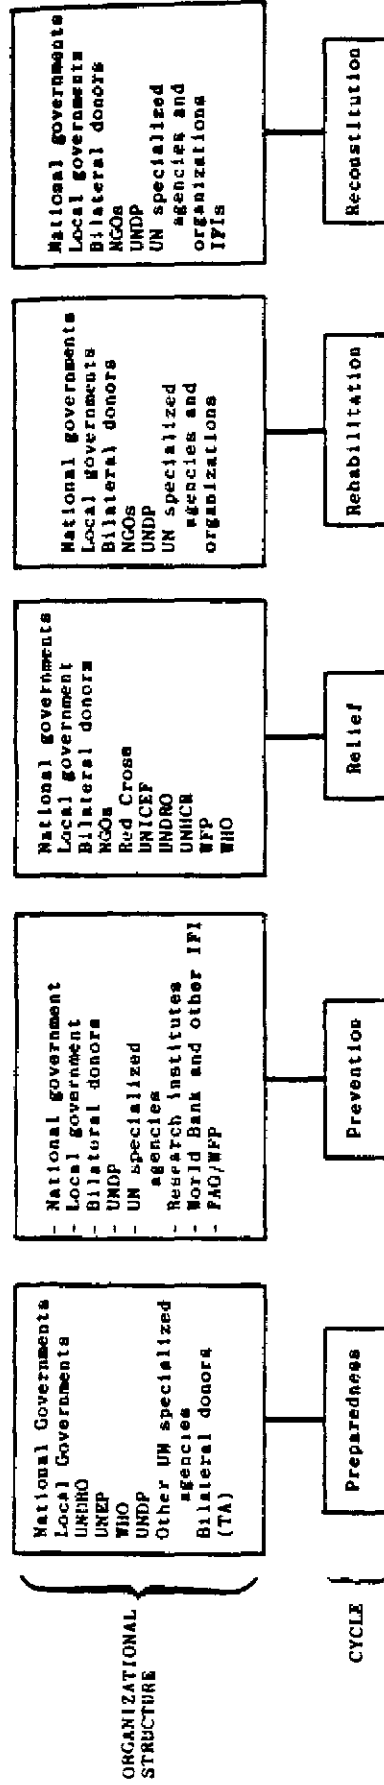 ORGANIZATIONAL
STRUCTURE
National Governments
Local Governments
UNDRO
UNEP
WHO
UNDP
Other UN specialized
agencies
Bilateral donors
(TA)
- National government
- Local government
- Bilateral donors
- UNDP
- UN specialized
agencies
- Research institutes
- World Bank and other IFI
- FAO/WFP
National governments
Local government
Bilateral donors
NGOs
Red Cross
UNICEF
UNDRO
UNHCR
WFP
WHO
National governments
Local governments
Bilateral donors
NGOs
UNDP
UN specialized
agencies and
organizations
National governments
Local governments
Bilateral donors
NGOs
UNDP
UN specialized
agencies and
organizations
IFIs
CYCLE
Preparedness
Prevention
Relief
Rehabilitation
Reconstitution